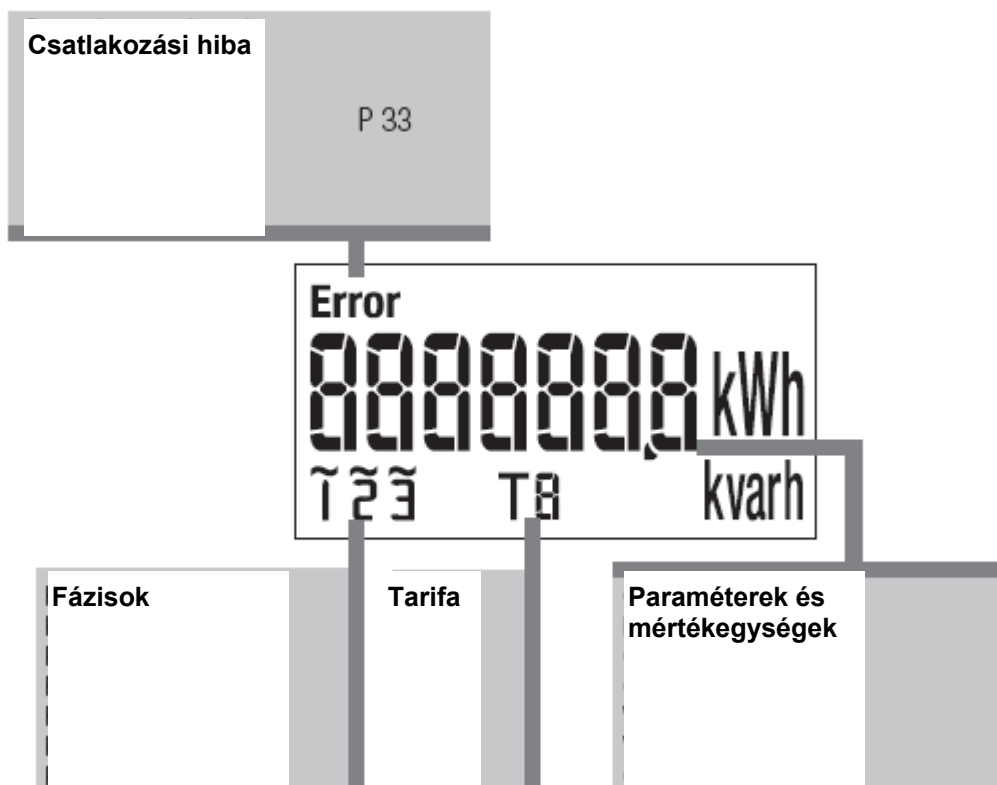 Csatlakozási hiba
P 33
Error
8888888.8 kWh
1 2 3 T8 kvarh
Fázisok
Tarifa
Paraméterek és
mértékegységek